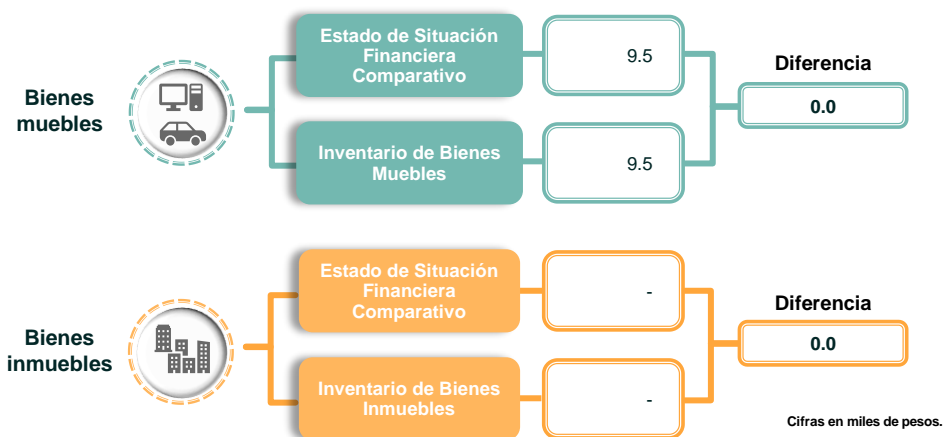 Bienes
muebles
Estado de Situación
Financiera
Comparativo
9.5
Inventario de Bienes
Muebles
9.5
Diferencia
0.0
Bienes
inmuebles
Estado de Situación
Financiera
Comparativo
-
Inventario de Bienes
Inmuebles
-
Diferencia
0.0
Cifras en miles de pesos.